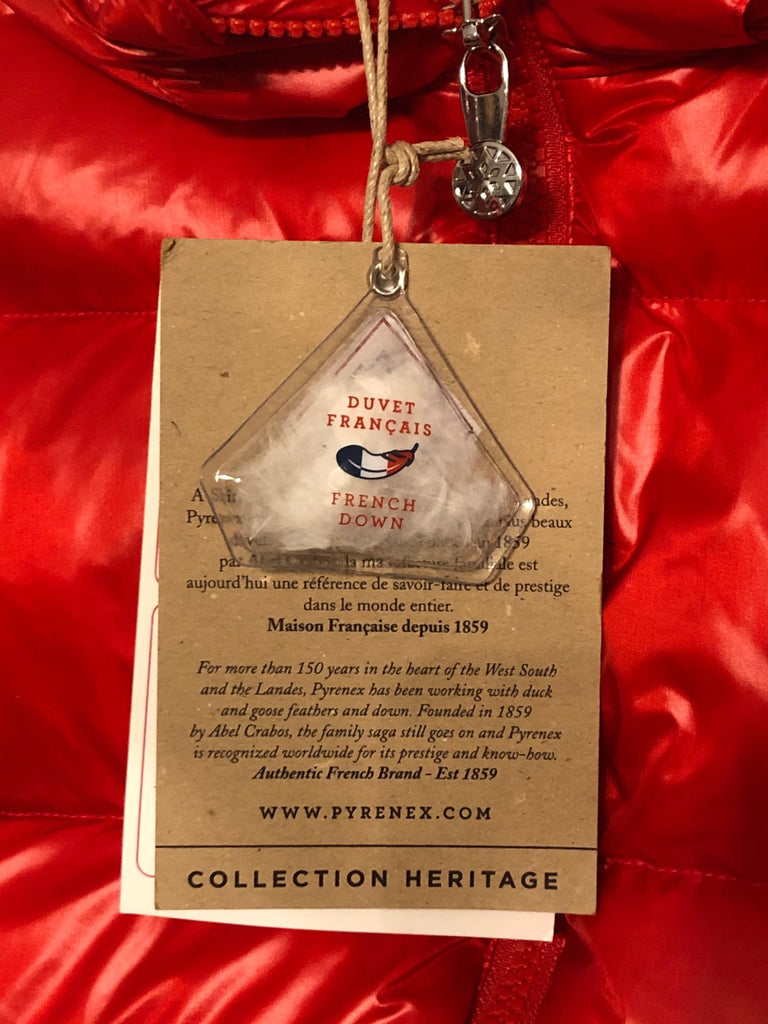 DUVET
FRANÇAIS
FRENCH
DOWN
A
beaux
1859
est
aujourd'hui une référence de savoir-faire et de prestige
dans le monde entier.
Maison Française depuis 1859
For more than 150 years in the heart of the West South
and the Landes, Pyrenex has been working with duck
and goose feathers and down. Founded in 1859
by Abel Crabos, the family saga still goes on and Pyrenex
is recognized worldwide for its prestige and know-how.
Authentic French Brand - Est 1859
WWW.PYRENEX.COM
COLLECTION HERITAGE